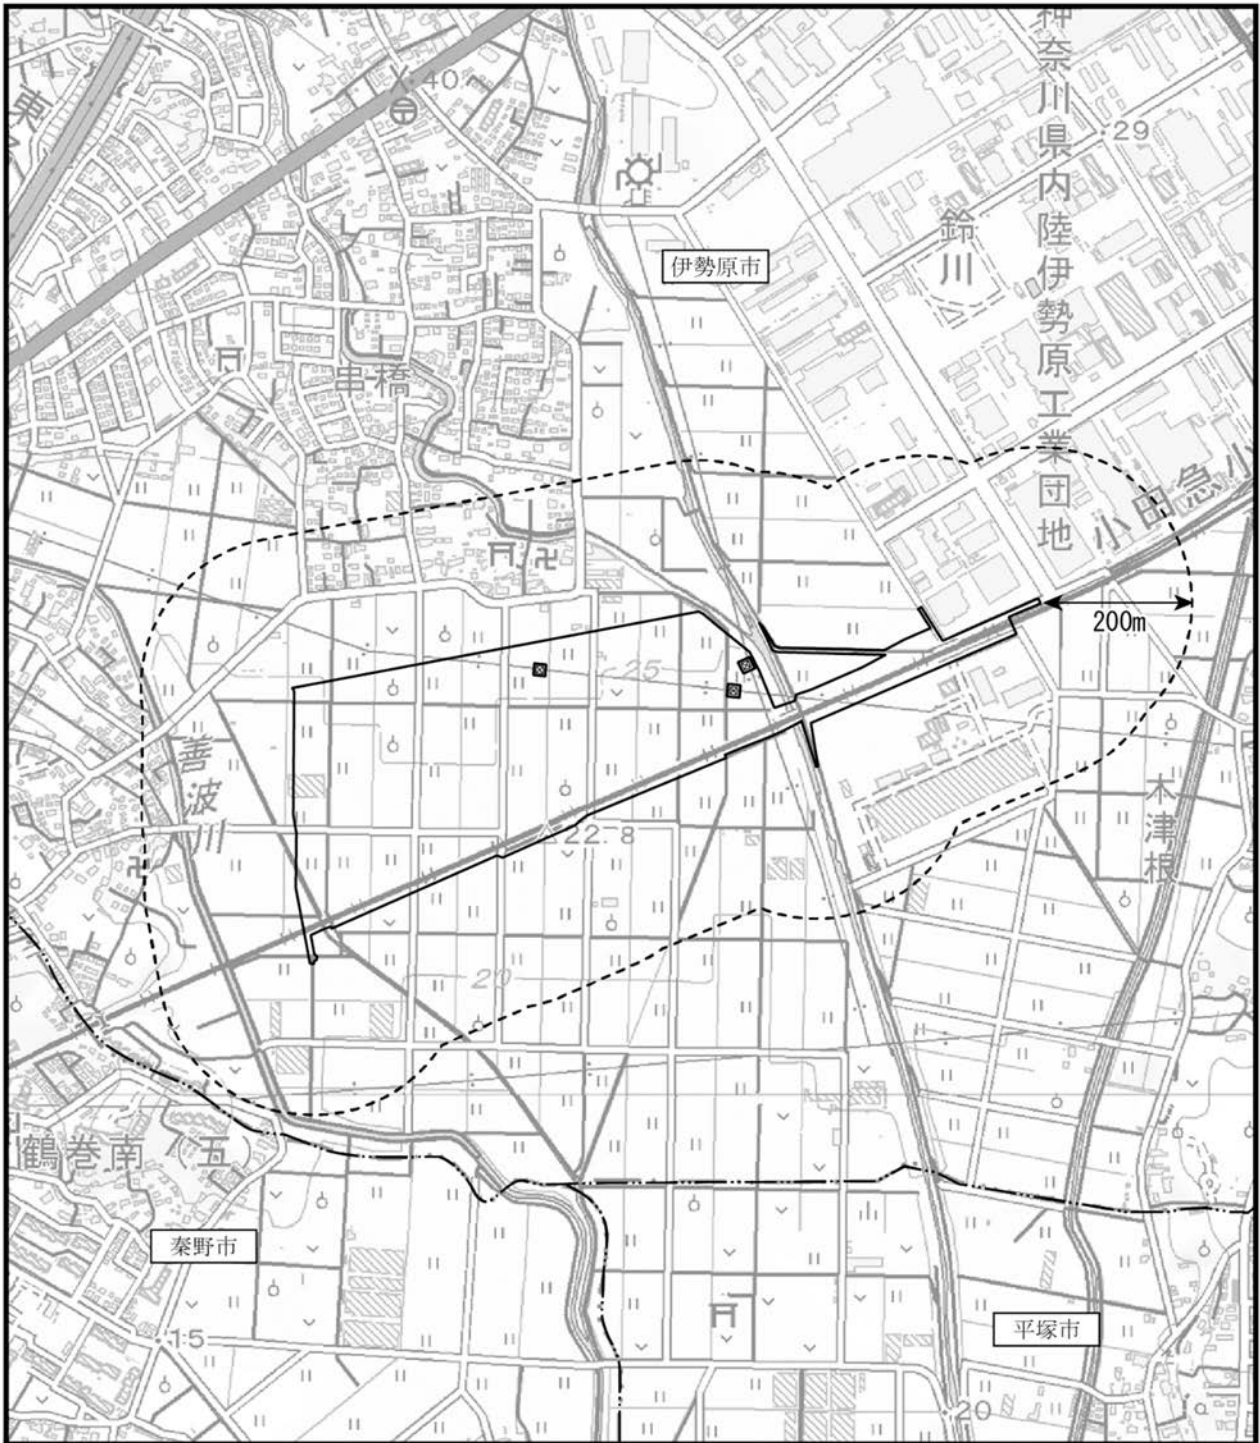 神奈川県内陸伊勢原工業団地
東
40
29
鈴川
伊勢原市
串橋
小田急小
200m
25
善波川
木津根
22.8
20
鶴巻南(五)
秦野市
平塚市
15
20